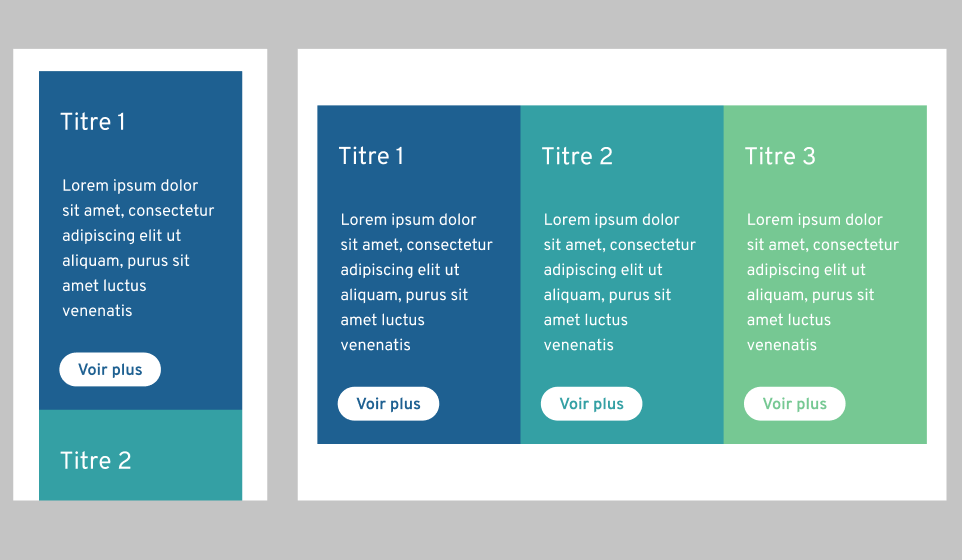 Titre 1
Lorem ipsum dolor
sit amet, consectetur
adipiscing elit ut
aliquam, purus sit
amet luctus
venenatis
Voir plus
Titre 2
Titre 1
Lorem ipsum dolor
sit amet, consectetur
adipiscing elit ut
aliquam, purus sit
amet luctus
venenatis
Voir plus
Titre 2
Lorem ipsum dolor
sit amet, consectetur
adipiscing elit ut
aliquam, purus sit
amet luctus
venenatis
Voir plus
Titre 3
Lorem ipsum dolor
sit amet, consectetur
adipiscing elit ut
aliquam, purus sit
amet luctus
venenatis
Voir plus